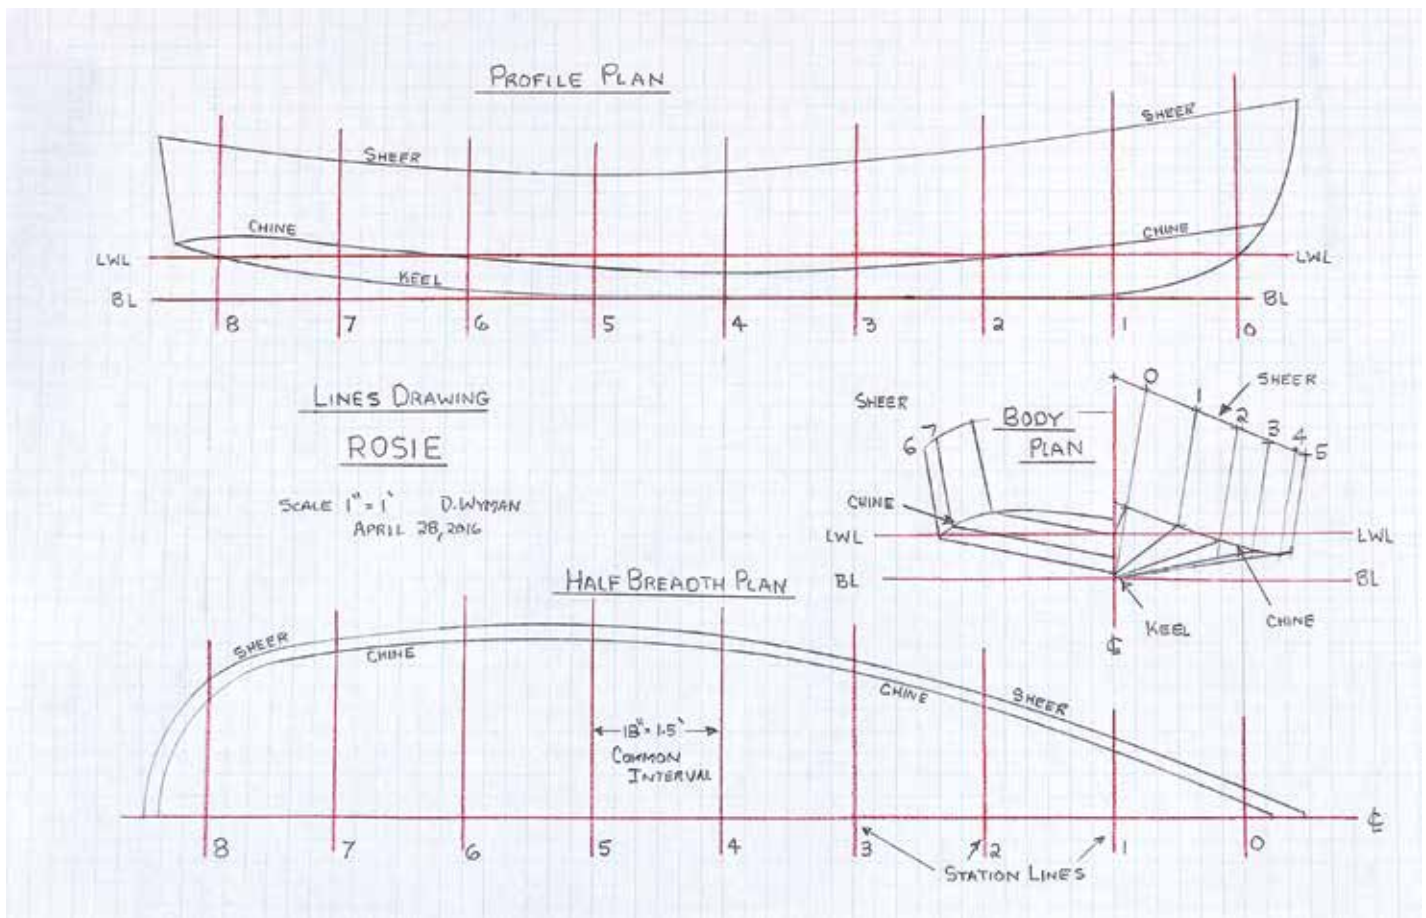 PROFILE PLAN
SHEER
SHEER
CHINE
CHINE
LWL
KEEL
LWL
BL
BL
8 7 6 5 4 3 2 1 0
LINES DRAWING
ROSIE
SCALE 1" = 1' D. WYMAN
APRIL 28, 2016
SHEER
BODY
PLAN
0
1
2
3
4
5
SHEER
7
6
CHINE
LWL
LWL
BL
BL
KEEL
CHINE
℄
HALF BREADTH PLAN
SHEER
CHINE
CHINE
SHEER
18" = 1.5'
COMMON
INTERVAL
℄
8 7 6 5 4 3 2 1 0
STATION LINES